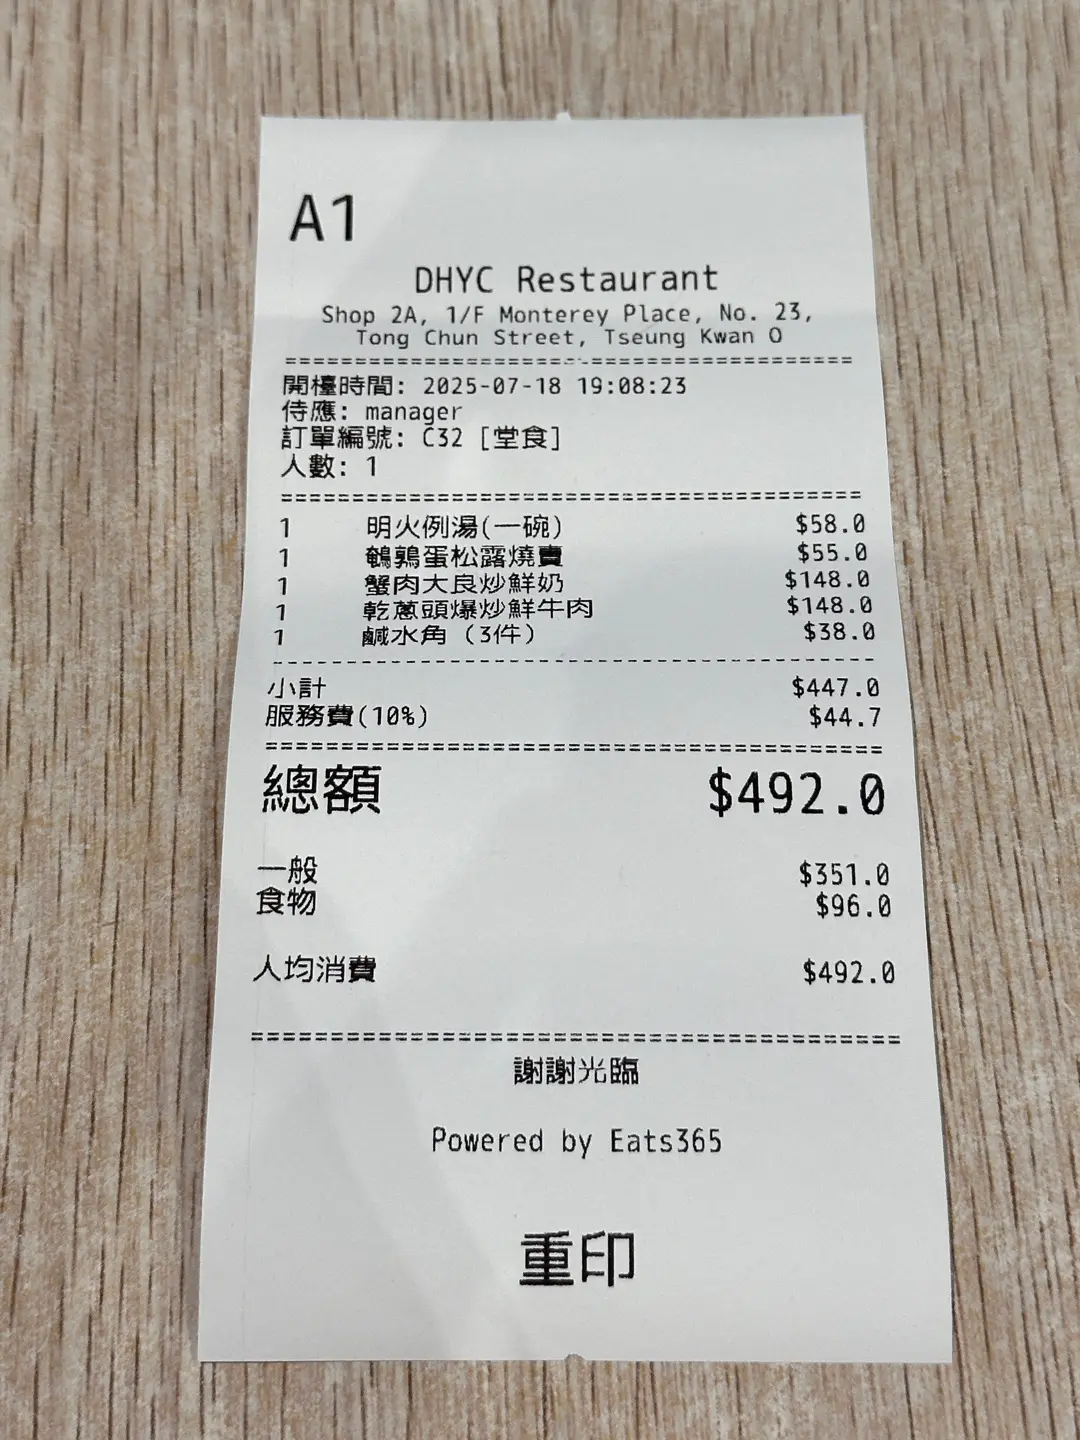 A1
DHYC Restaurant
Shop 2A, 1/F Monterey Place, No. 23,
Tong Chun Street, Tseung Kwan O
========================================
開檯時間: 2025-07-18 19:08:23
侍應: manager
訂單編號: C32 [堂食]
人數: 1
========================================
1 明火例湯(一碗) $58.0
1 鵪鶉蛋松露燒賣 $55.0
1 蟹肉大良炒鮮奶 $148.0
1 乾蔥頭爆炒鮮牛肉 $148.0
1 鹹水角 (3件) $38.0
----------------------------------------
小計 $447.0
服務費(10%) $44.7
========================================
總額 $492.0
一般 $351.0
食物 $96.0
人均消費 $492.0
========================================
謝謝光臨
Powered by Eats365
重印